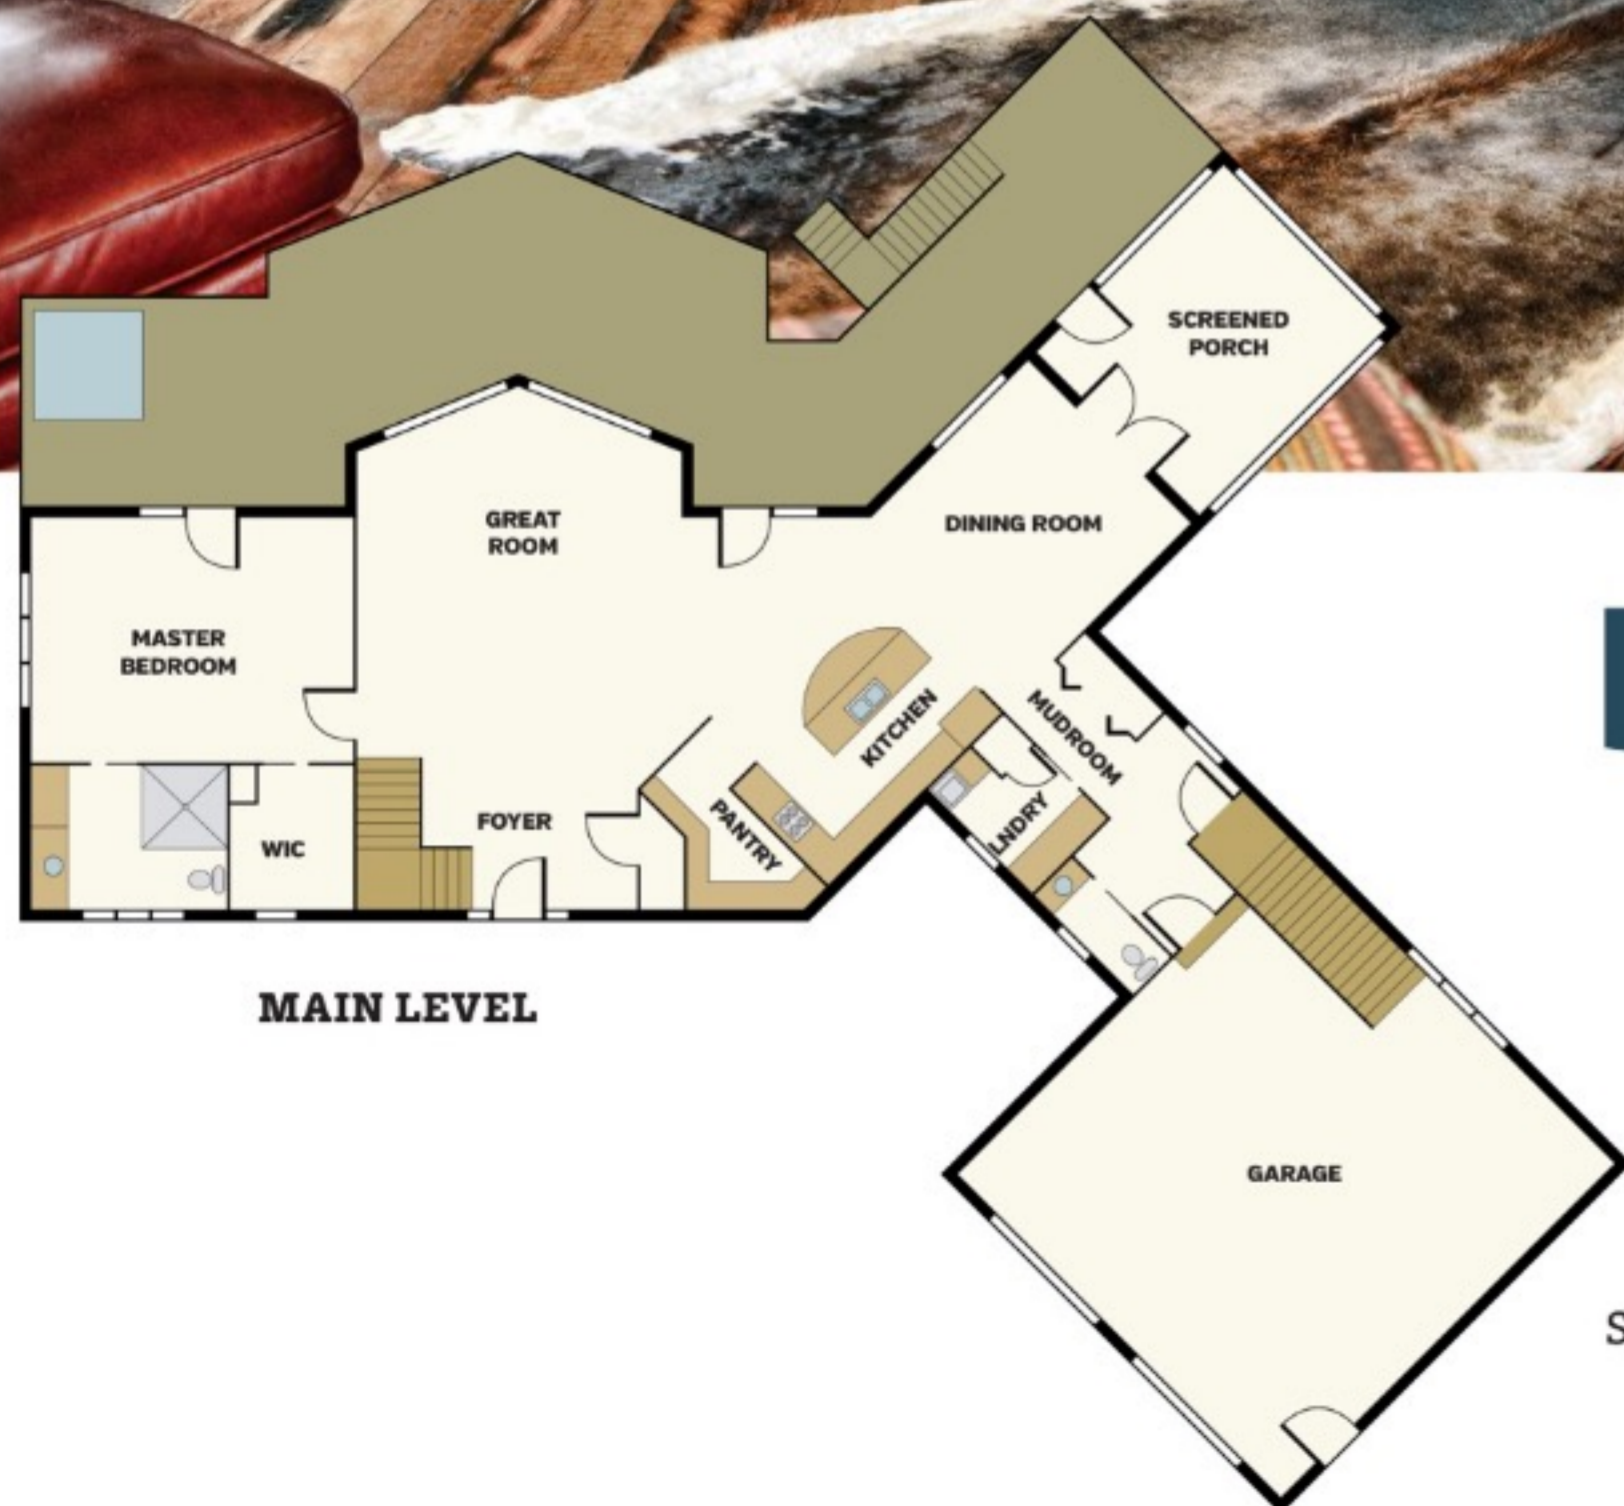 SCREENED
PORCH
GREAT
ROOM
DINING ROOM
MASTER
BEDROOM
KITCHEN
MUDROOM
PANTRY
LNDRY
FOYER
WIC
MAIN LEVEL
GARAGE
S